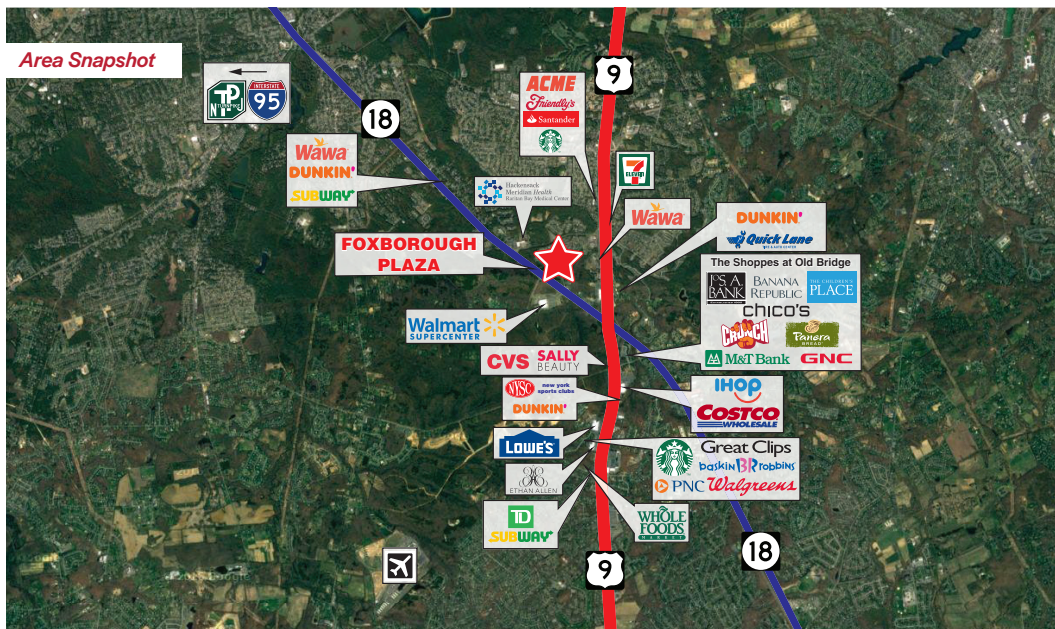 Area Snapshot
NJ TP
TURNPIKE
INTERSTATE
95
18
9
ACME
Friendly's
Santander
7
ELEVEN
Wawa
DUNKIN'
SUBWAY
Hackensack
Meridian Health
Raritan Bay Medical Center
Wawa
DUNKIN'
Quick Lane
TIRE & AUTO CENTER
FOXBOROUGH
PLAZA
The Shoppes at Old Bridge
JOS. A.
BANK
BANANA
REPUBLIC
THE CHILDREN'S
PLACE
chico's
CRUNCH
Panera
BREAD
M&T Bank
GNC
Walmart
SUPERCENTER
CVS
SALLY
BEAUTY
NYSC
new york
sports clubs
DUNKIN'
IHOP
COSTCO
WHOLESALE
LOWE'S
Great Clips
baskin BR robbins
PNC
Walgreens
ETHAN ALLEN
TD
SUBWAY
WHOLE
FOODS
MARKET
18
9